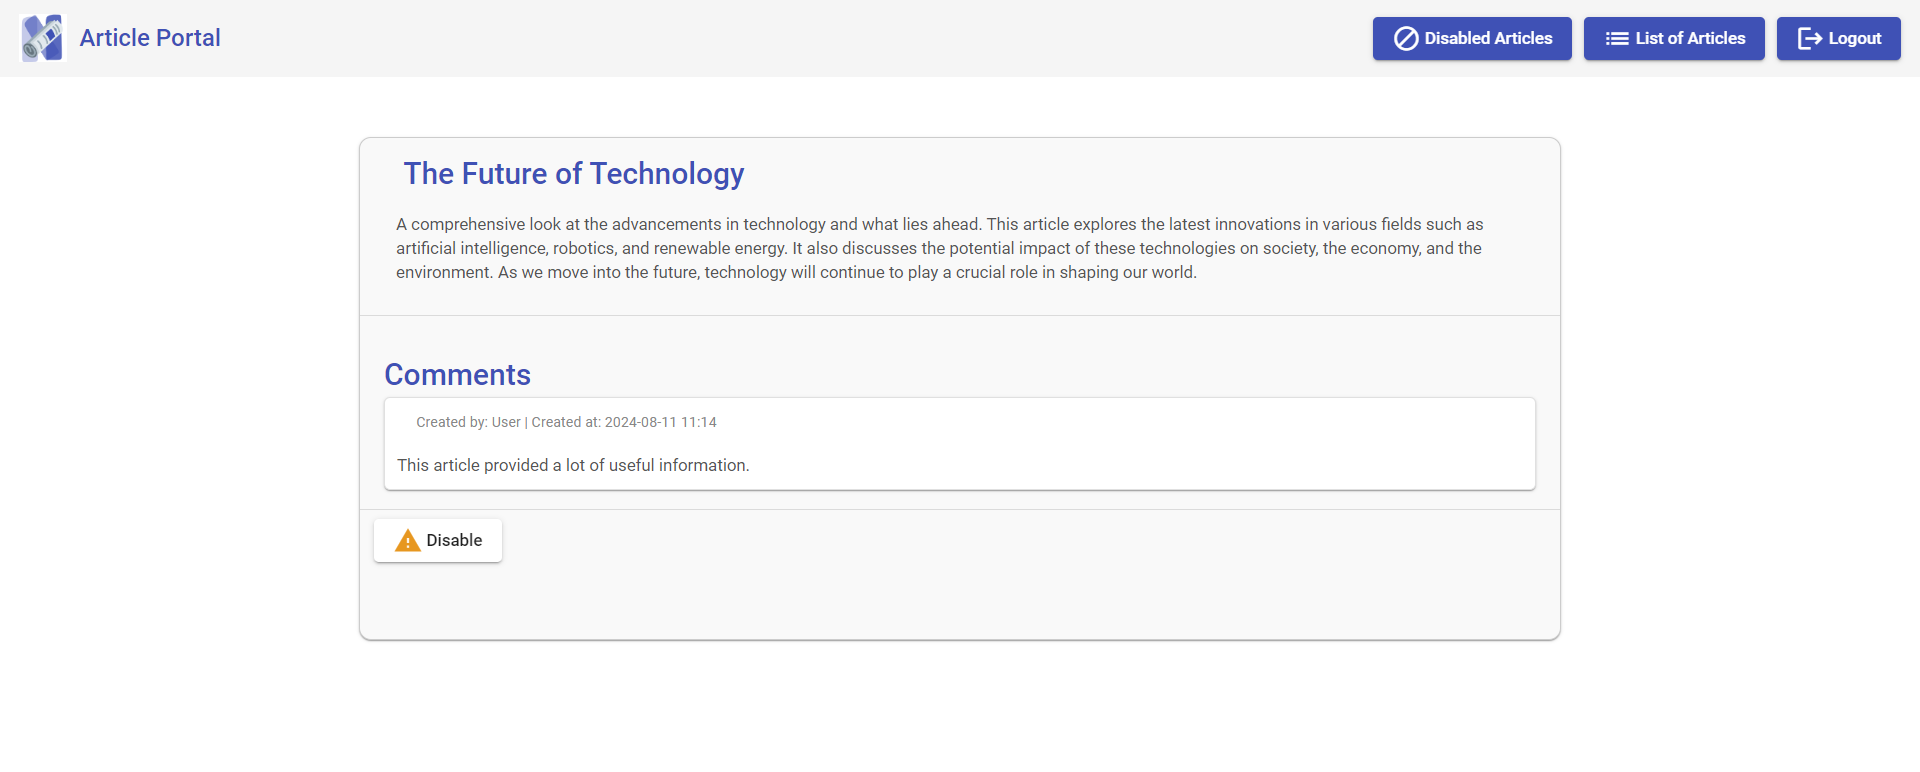 Article Portal
Disabled Articles
List of Articles
Logout
The Future of Technology
A comprehensive look at the advancements in technology and what lies ahead. This article explores the latest innovations in various fields such as
artificial intelligence, robotics, and renewable energy. It also discusses the potential impact of these technologies on society, the economy, and the
environment. As we move into the future, technology will continue to play a crucial role in shaping our world.
Comments
Created by: User | Created at: 2024-08-11 11:14
This article provided a lot of useful information.
Disable